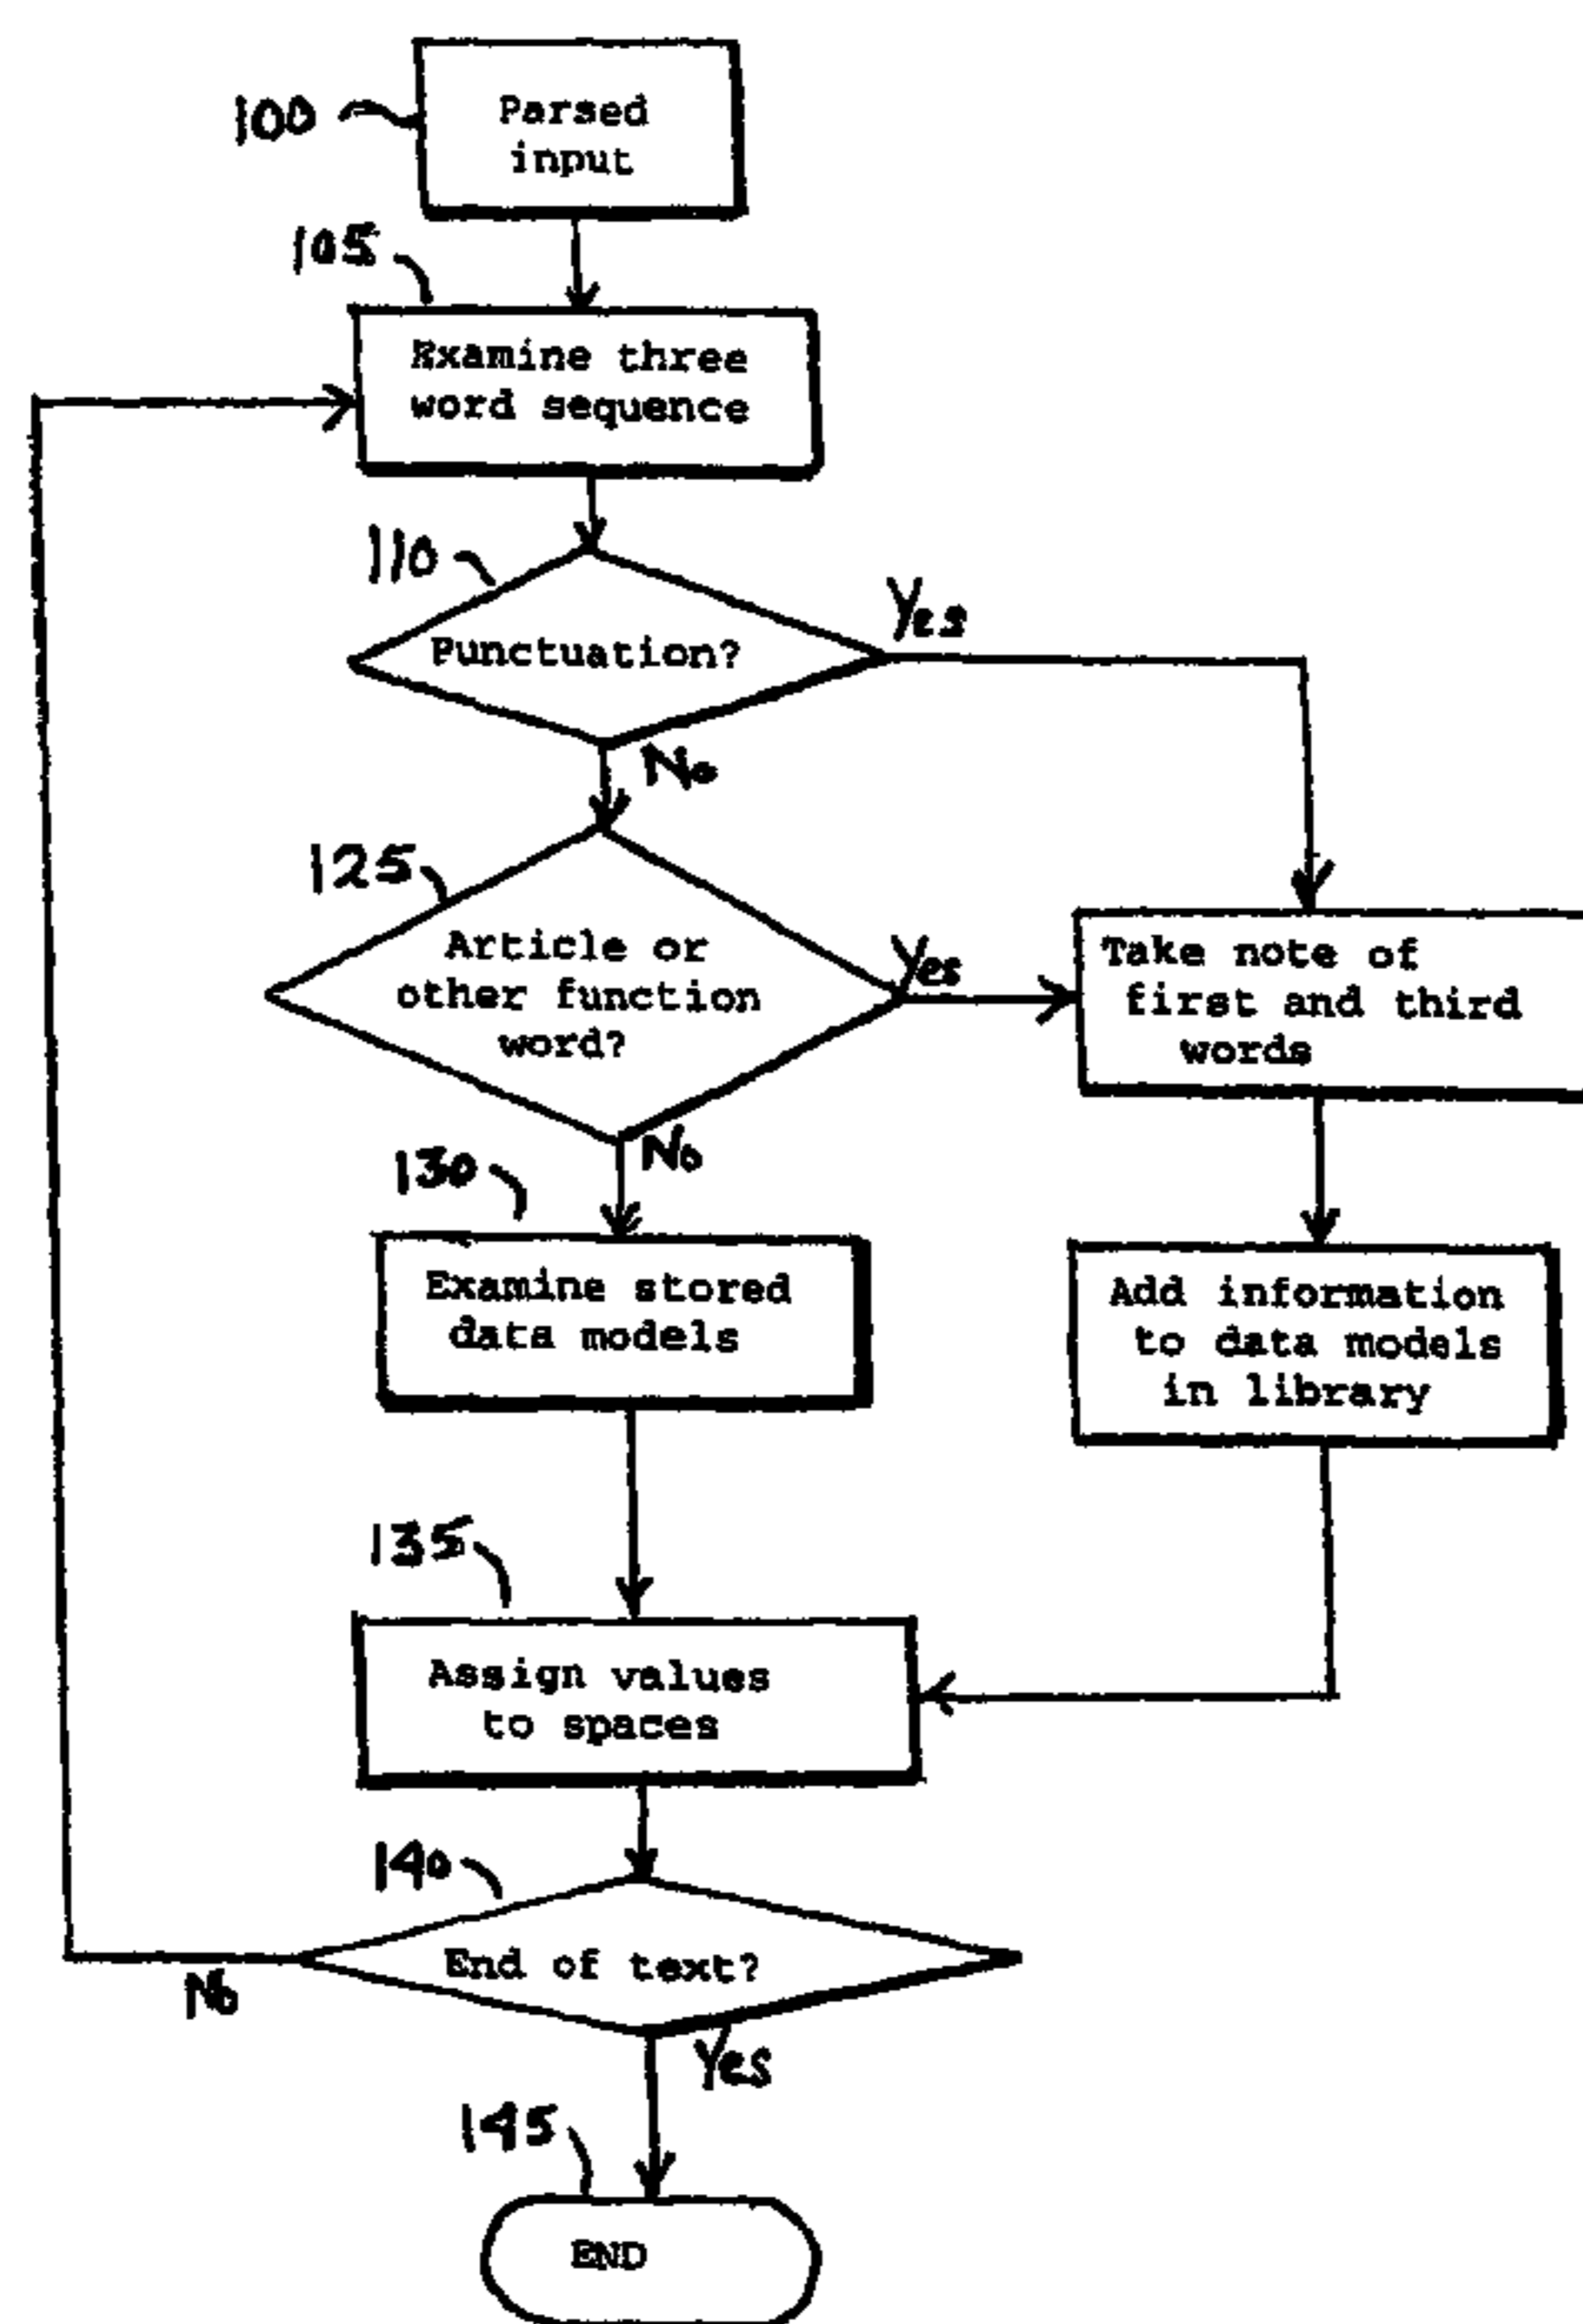 100
Parsed
input
105
Examine three
word sequence
110
Punctuation?
Yes
No
125
Article or
other function
word?
Yes
No
Take note of
first and third
words
130
Examine stored
data models
Add information
to data models
in library
135
Assign values
to spaces
140
End of text?
No
Yes
145
END